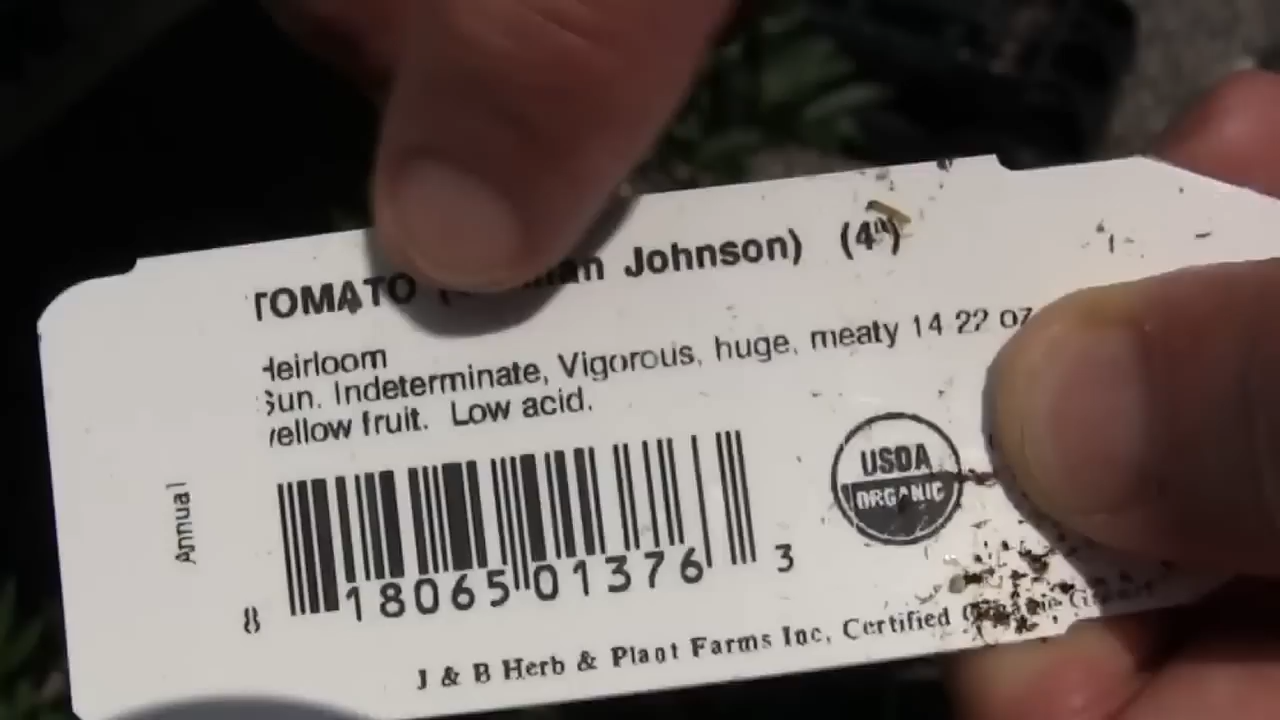 TOMATO Johnson) (4")
Heirloom
Sun. Indeterminate, Vigorous, huge, meaty 14 22 oz
yellow fruit. Low acid.
Annual
USDA
ORGANIC
8 18065 01376 3
J & B Herb & Plant Farms Inc, Certified Organic